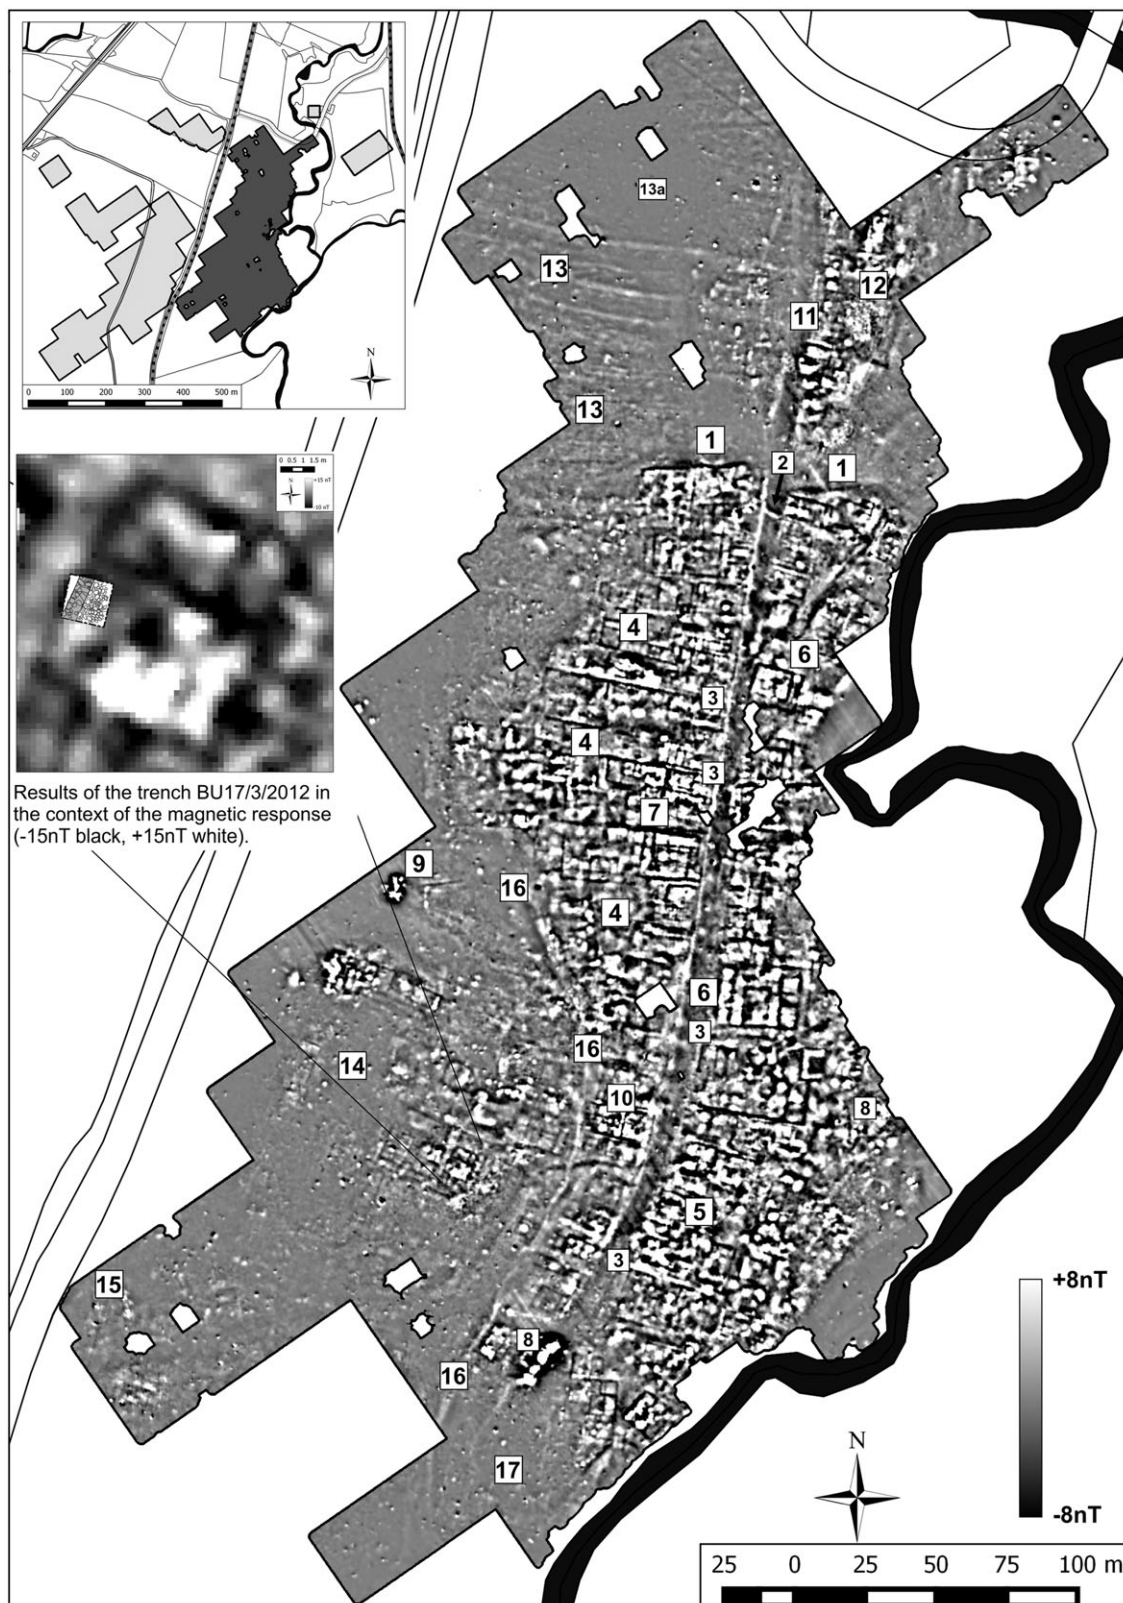 N
0 100 200 300 400 500 m
0 0.5 1 1.5 m
N
+15 nT
-10 nT
Results of the trench BU17/3/2012 in
the context of the magnetic response
(-15nT black, +15nT white).
13a
13
12
11
13
1
2
1
4
6
3
4
3
7
9
16
4
6
3
16
14
10
8
5
3
15
8
16
17
+8nT
-8nT
N
25 0 25 50 75 100 m